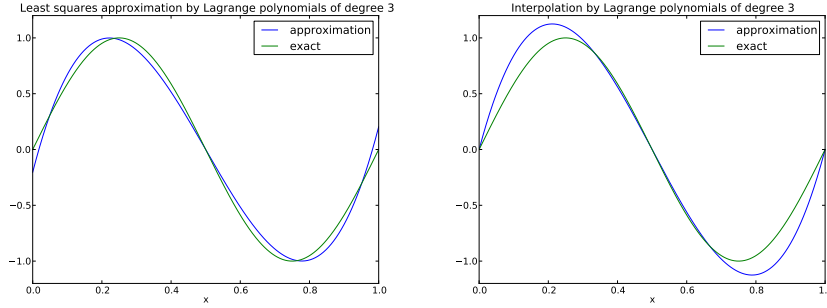 Least squares approximation by Lagrange polynomials of degree 3
approximation
exact
1.0
0.5
0.0
−0.5
−1.0
0.0 0.2 0.4 0.6 0.8 1.0
x
Interpolation by Lagrange polynomials of degree 3
approximation
exact
1.0
0.5
0.0
−0.5
−1.0
0.0 0.2 0.4 0.6 0.8
x